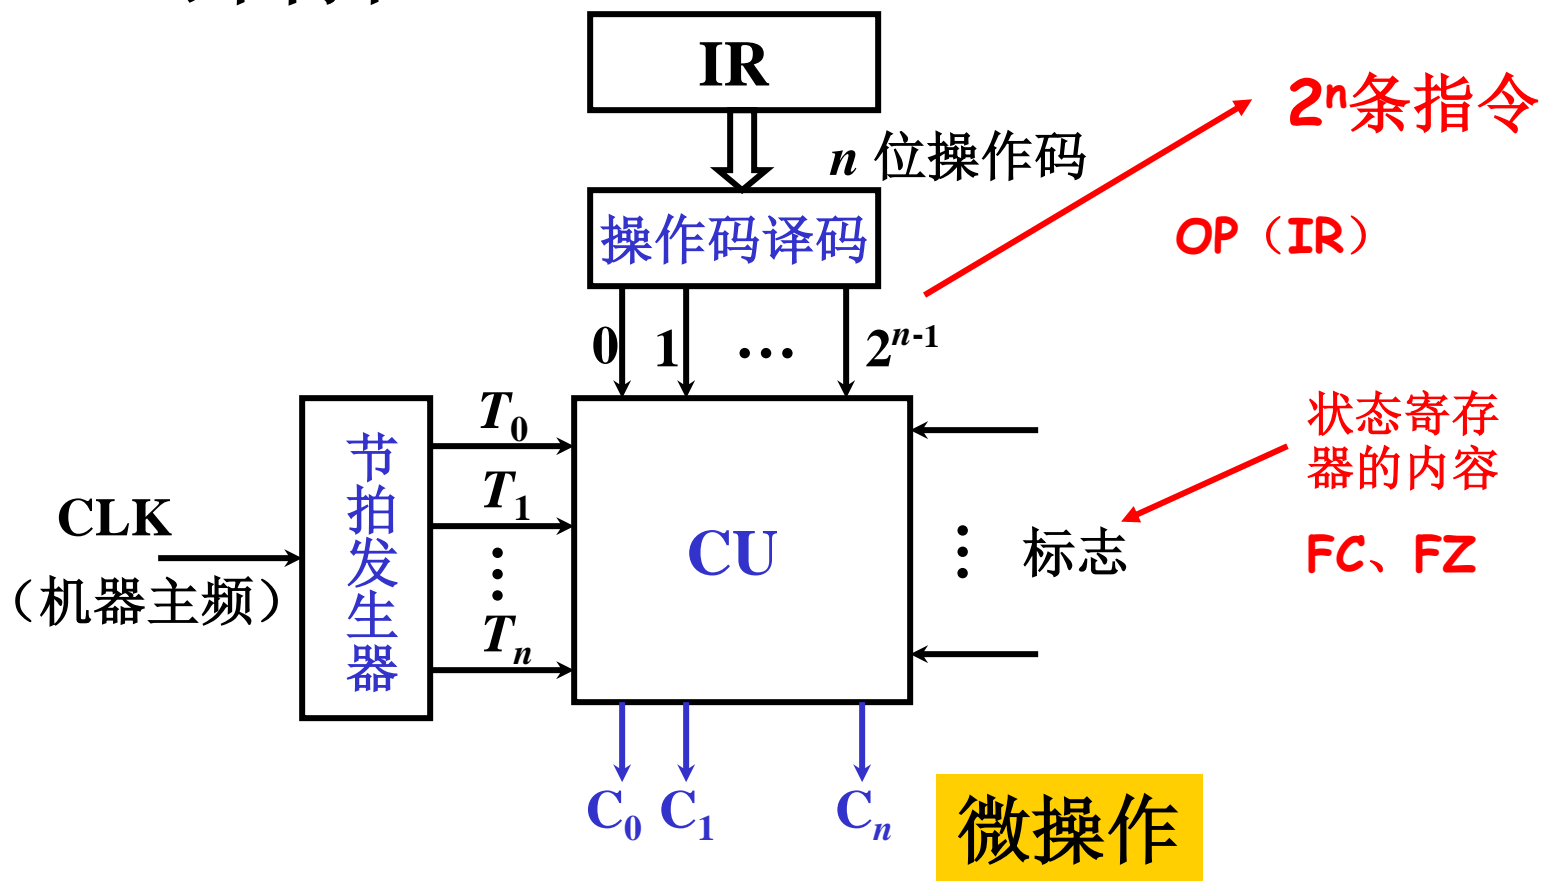 IR
n 位操作码
2ⁿ条指令
操作码译码
OP（IR）
0 1 … 2ⁿ⁻¹
节拍发生器
T₀
T₁
⋮
Tₙ
CLK
（机器主频）
CU
⋮ 标志
状态寄存
器的内容
FC、FZ
C₀ C₁ Cₙ
微操作